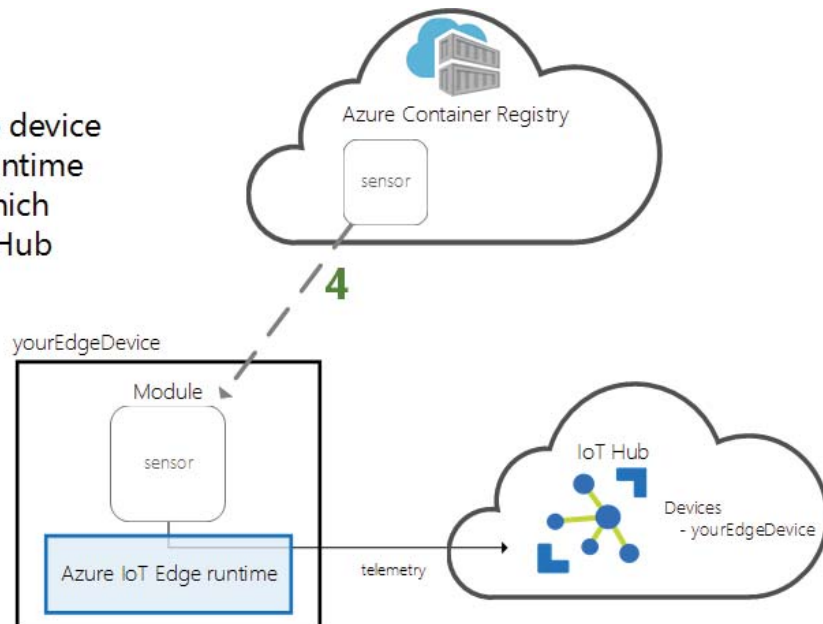 device
ntime
nich
Hub
Azure Container Registry
sensor
4
yourEdgeDevice
Module
sensor
Azure IoT Edge runtime
telemetry
IoT Hub
Devices
- yourEdgeDevice